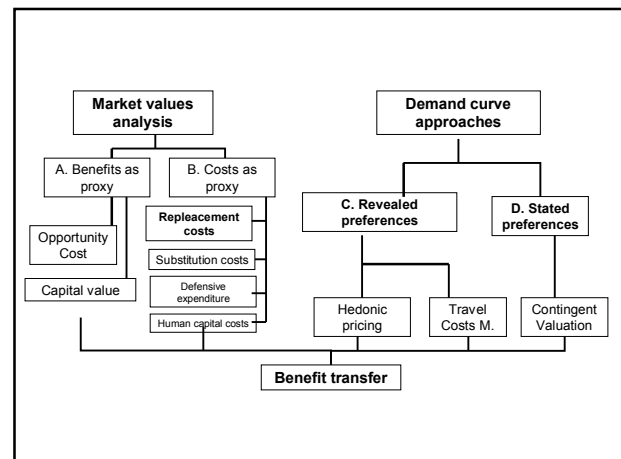 Market values
analysis
Demand curve
approaches
A. Benefits as
proxy
B. Costs as
proxy
C. Revealed
preferences
D. Stated
preferences
Repleacement
costs
Opportunity
Cost
Substitution costs
Capital value
Defensive
expenditure
Human capital costs
Hedonic
pricing
Travel
Costs M.
Contingent
Valuation
Benefit transfer